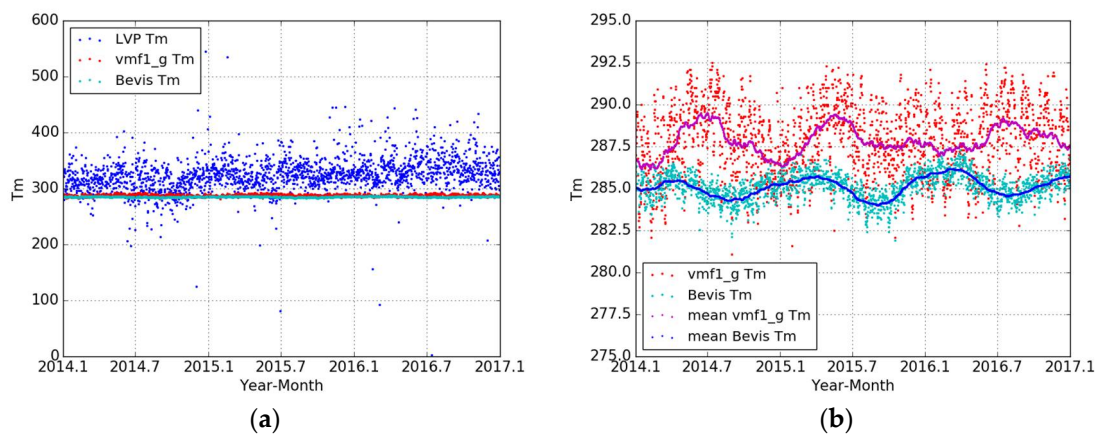 600
500
400
300
200
100
0
Tm
LVP Tm
vmf1_g Tm
Bevis Tm
2014.1 2014.7 2015.1 2015.7 2016.1 2016.7 2017.1
Year-Month
(a)
295.0
292.5
290.0
287.5
285.0
282.5
280.0
277.5
275.0
Tm
vmf1_g Tm
Bevis Tm
mean vmf1_g Tm
mean Bevis Tm
2014.1 2014.7 2015.1 2015.7 2016.1 2016.7 2017.1
Year-Month
(b)